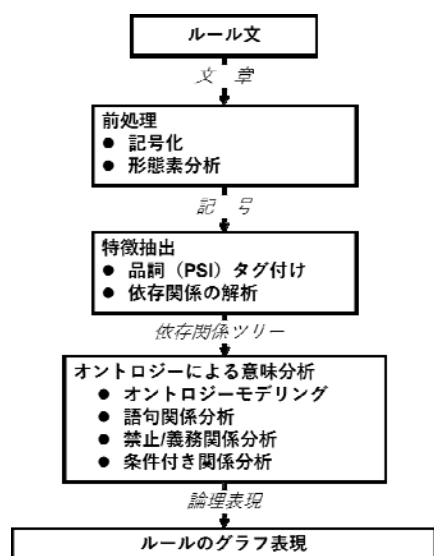 ルール文
文 章
前処理
● 記号化
● 形態素分析
記 号
特徴抽出
● 品詞（PSI）タグ付け
● 依存関係の解析
依存関係ツリー
オントロジーによる意味分析
● オントロジーモデリング
● 語句関係分析
● 禁止/義務関係分析
● 条件付き関係分析
論理表現
ルールのグラフ表現